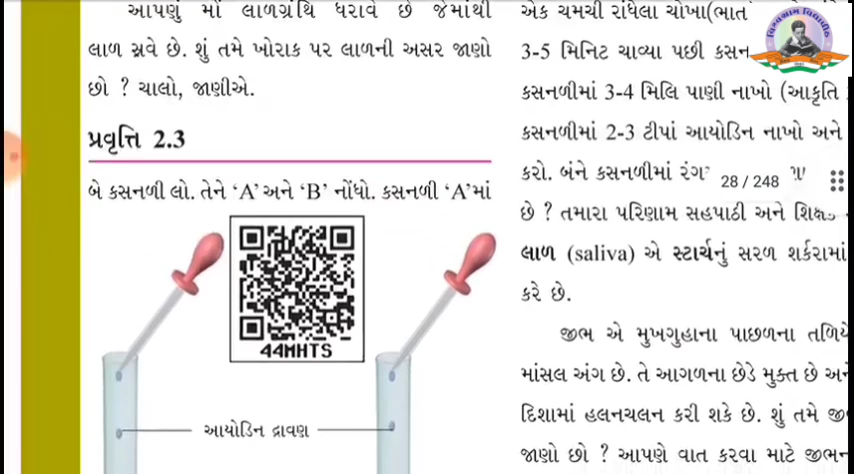 આપણું મોં લાળગ્રંથિ ધરાવે છે જેમાંથી
લાળ સ્રવે છે. શું તમે ખોરાક પર લાળની અસર જાણો
છો ? ચાલો, જાણીએ.
પ્રવૃત્તિ 2.3
બે કસનળી લો. તેને ‘A’ અને ‘B’ નોંધો. કસનળી ‘A’માં
44MHTS
આયોડિન દ્રાવણ
એક ચમચી રાંધેલા ચોખા(ભાત
3-5 મિનિટ ચાવ્યા પછી કસન
કસનળીમાં 3-4 મિલિ પાણી નાખો (આકૃતિ
કસનળીમાં 2-3 ટીપાં આયોડિન નાખો અને
કરો. બંને કસનળીમાં રંગ
28 / 248
છે ? તમારા પરિણામ સહપાઠી અને શિક્ષક
લાળ (saliva) એ સ્ટાર્ચનું સરળ શર્કરામાં
કરે છે.
જીભ એ મુખગુહાના પાછળના તળિયે
માંસલ અંગ છે. તે આગળના છેડે મુક્ત છે અને
દિશામાં હલનચલન કરી શકે છે. શું તમે જી
જાણો છો ? આપણે વાત કરવા માટે જીભન